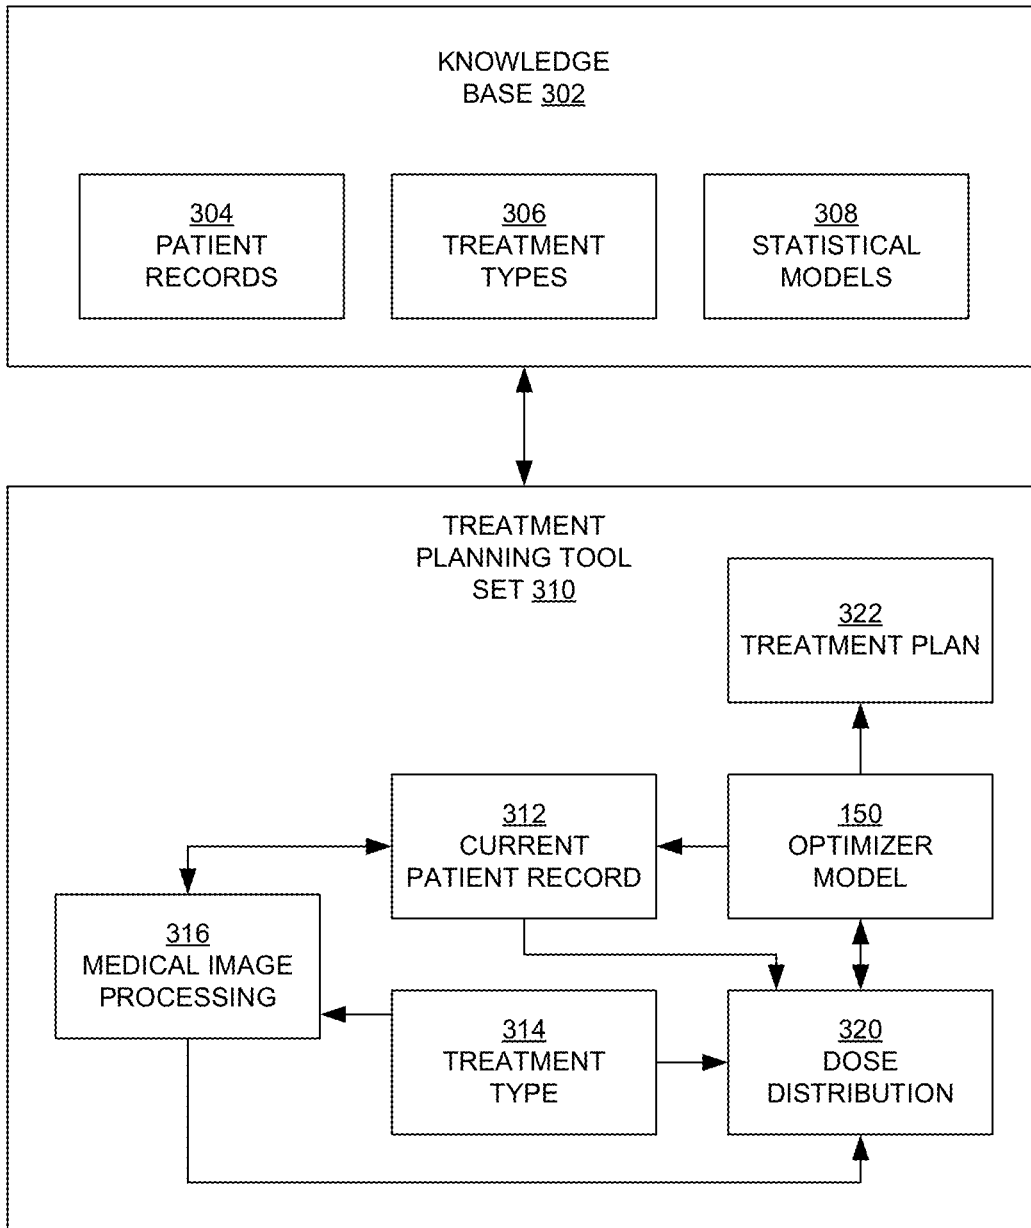 KNOWLEDGE
BASE 302
304
PATIENT
RECORDS
306
TREATMENT
TYPES
308
STATISTICAL
MODELS
TREATMENT
PLANNING TOOL
SET 310
322
TREATMENT PLAN
312
CURRENT
PATIENT RECORD
150
OPTIMIZER
MODEL
316
MEDICAL IMAGE
PROCESSING
314
TREATMENT
TYPE
320
DOSE
DISTRIBUTION